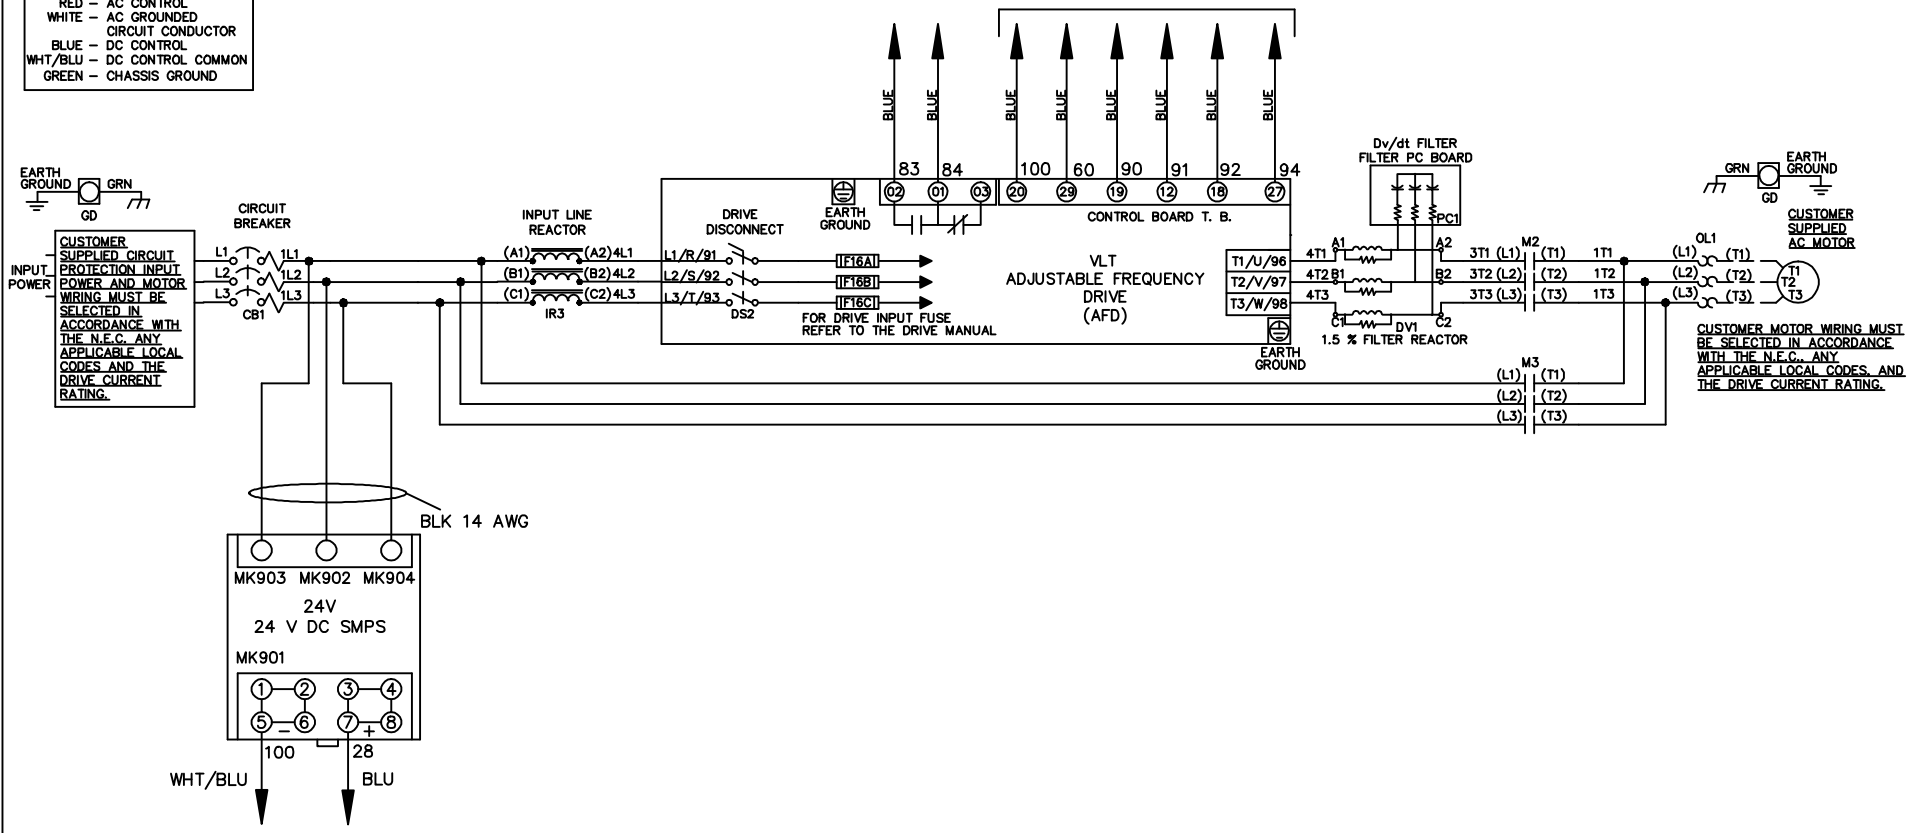 RED – AC CONTROL
WHITE – AC GROUNDED
CIRCUIT CONDUCTOR
BLUE – DC CONTROL
WHT/BLU – DC CONTROL COMMON
GREEN – CHASSIS GROUND
BLUE BLUE BLUE BLUE BLUE BLUE BLUE BLUE
83 84 100 60 90 91 92 94
02 01 03 20 29 19 12 18 27
EARTH
GROUND
GRN
GD
CIRCUIT
BREAKER
INPUT LINE
REACTOR
DRIVE
DISCONNECT
EARTH
GROUND
CONTROL BOARD T. B.
Dv/dt FILTER
FILTER PC BOARD
PC1
GRN
EARTH
GROUND
GD
CUSTOMER
SUPPLIED
AC MOTOR
INPUT
POWER
CUSTOMER
SUPPLIED CIRCUIT
PROTECTION INPUT
POWER AND MOTOR
WIRING MUST BE
SELECTED IN
ACCORDANCE WITH
THE N.E.C. ANY
APPLICABLE LOCAL
CODES AND THE
DRIVE CURRENT
RATING.
L1 1L1 (A1) (A2) 4L1 L1/R/91 IF16AI
L2 1L2 (B1) (B2) 4L2 L2/S/92 IF16BI
L3 1L3 (C1) (C2) 4L3 L3/T/93 IF16CI
CB1 IR3 DS2
FOR DRIVE INPUT FUSE
REFER TO THE DRIVE MANUAL
VLT
ADJUSTABLE FREQUENCY
DRIVE
(AFD)
M2 OL1
T1/U/96 4T1 A1 A2 3T1 (L1) (T1) 1T1 (L1) (T1) T1
T2/V/97 4T2 B1 B2 3T2 (L2) (T2) 1T2 (L2) (T2) T2
T3/W/98 4T3 C1 C2 3T3 (L3) (T3) 1T3 (L3) (T3) T3
EARTH
GROUND
DV1
1.5 % FILTER REACTOR
CUSTOMER MOTOR WIRING MUST
BE SELECTED IN ACCORDANCE
WITH THE N.E.C., ANY
APPLICABLE LOCAL CODES, AND
THE DRIVE CURRENT RATING.
M3
(L1) (T1)
(L2) (T2)
(L3) (T3)
BLK 14 AWG
MK903 MK902 MK904
24V
24 V DC SMPS
MK901
1 2 3 4
5 6 7 8
– +
100 28
WHT/BLU BLU